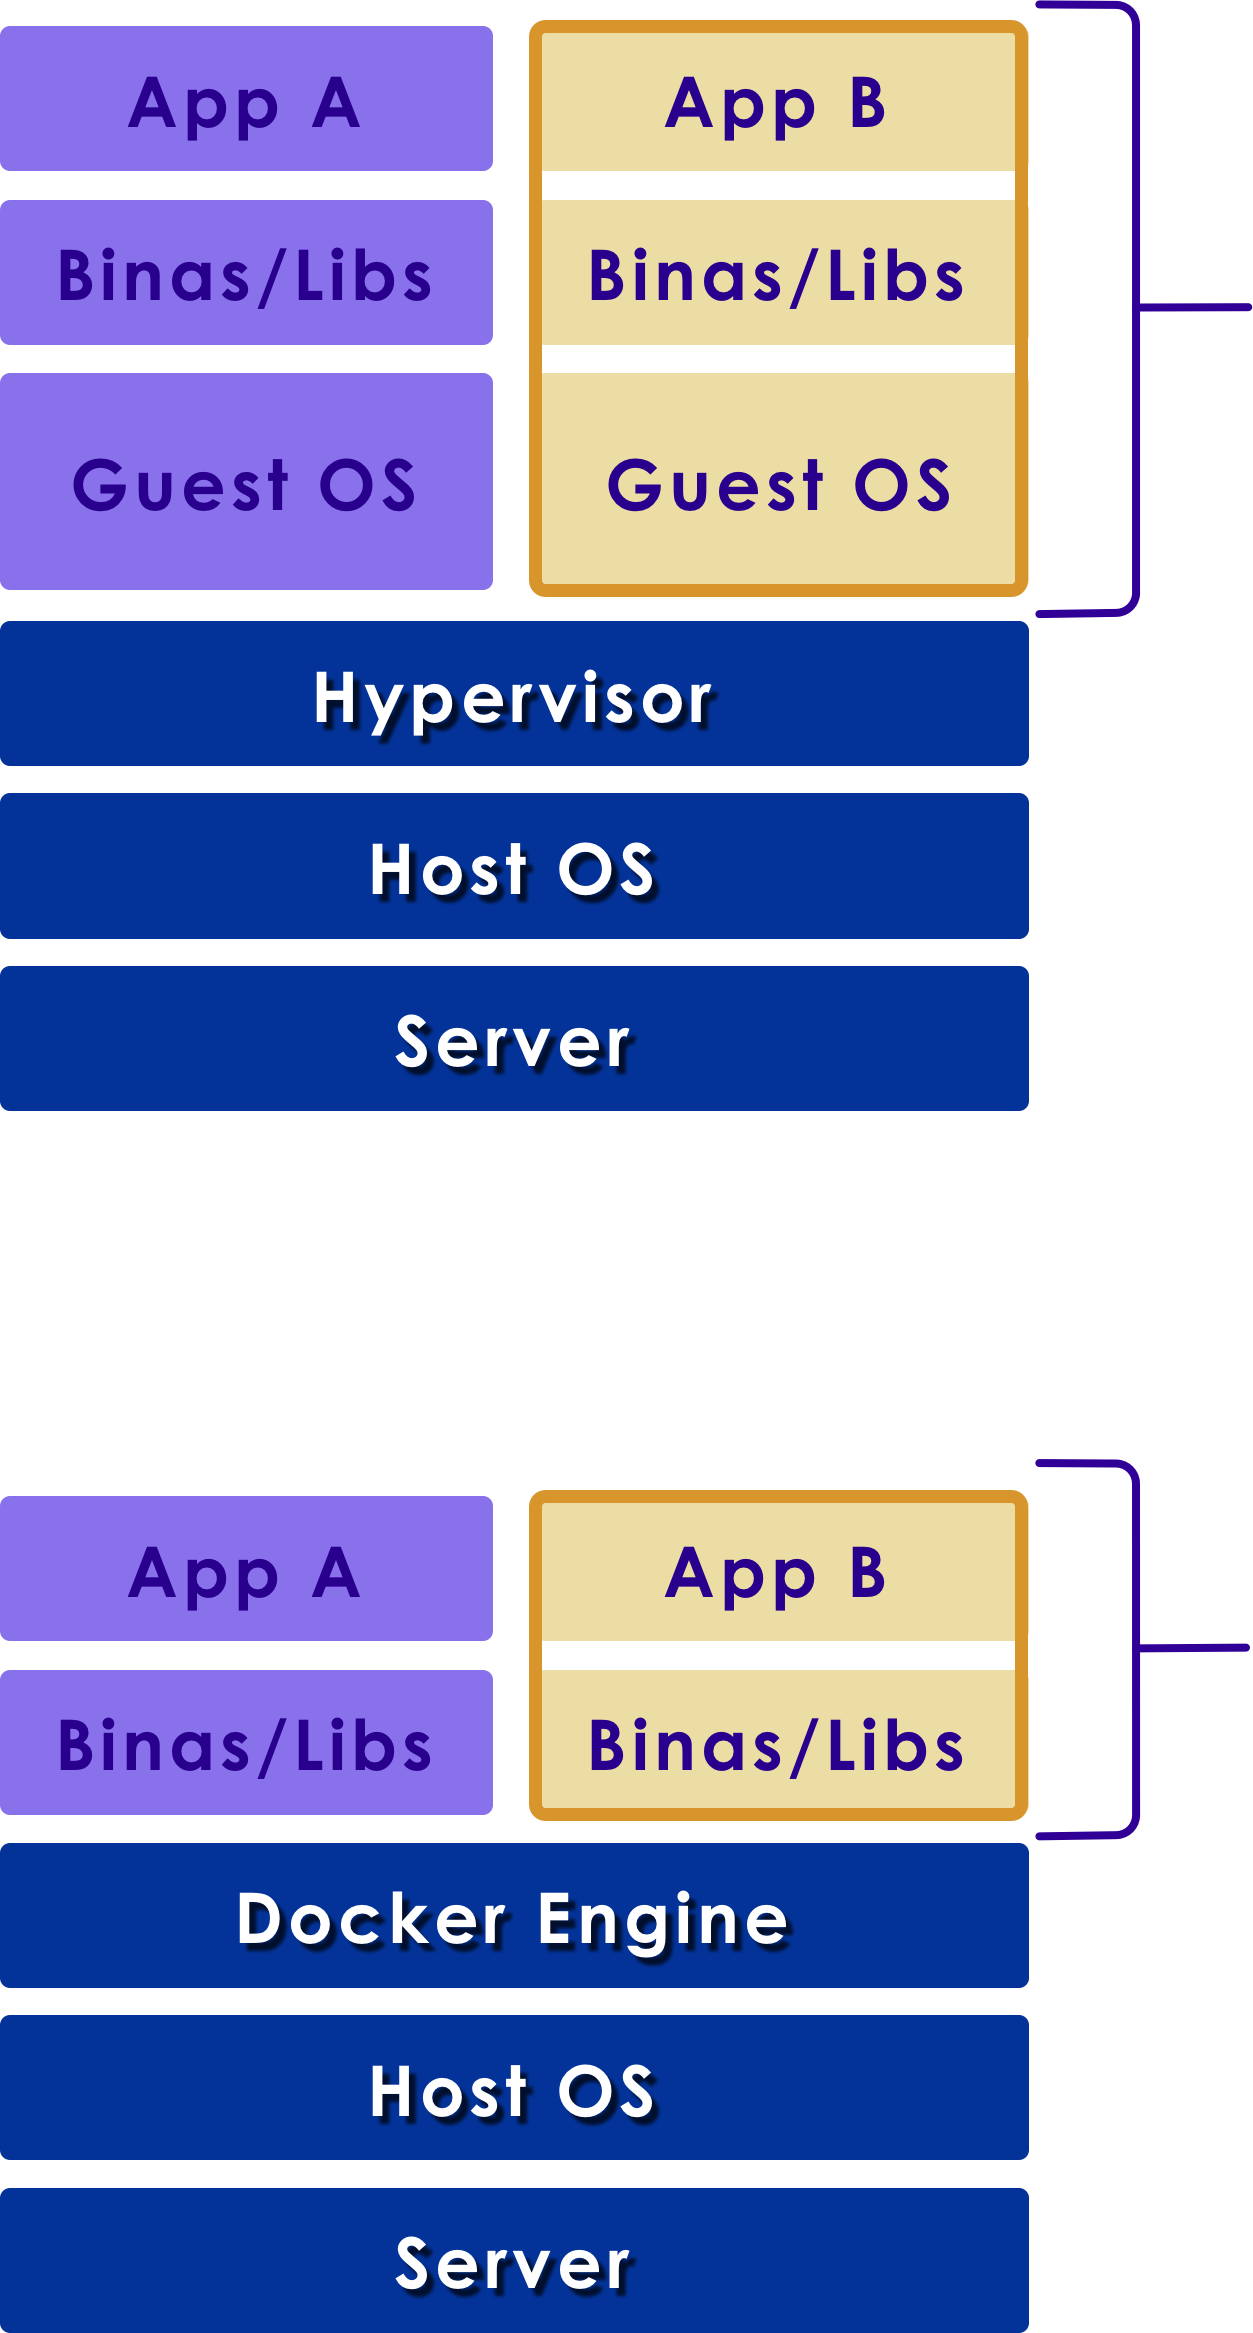 App A
App B
Binas/Libs
Binas/Libs
Guest OS
Guest OS
Hypervisor
Host OS
Server
App A
App B
Binas/Libs
Binas/Libs
Docker Engine
Host OS
Server